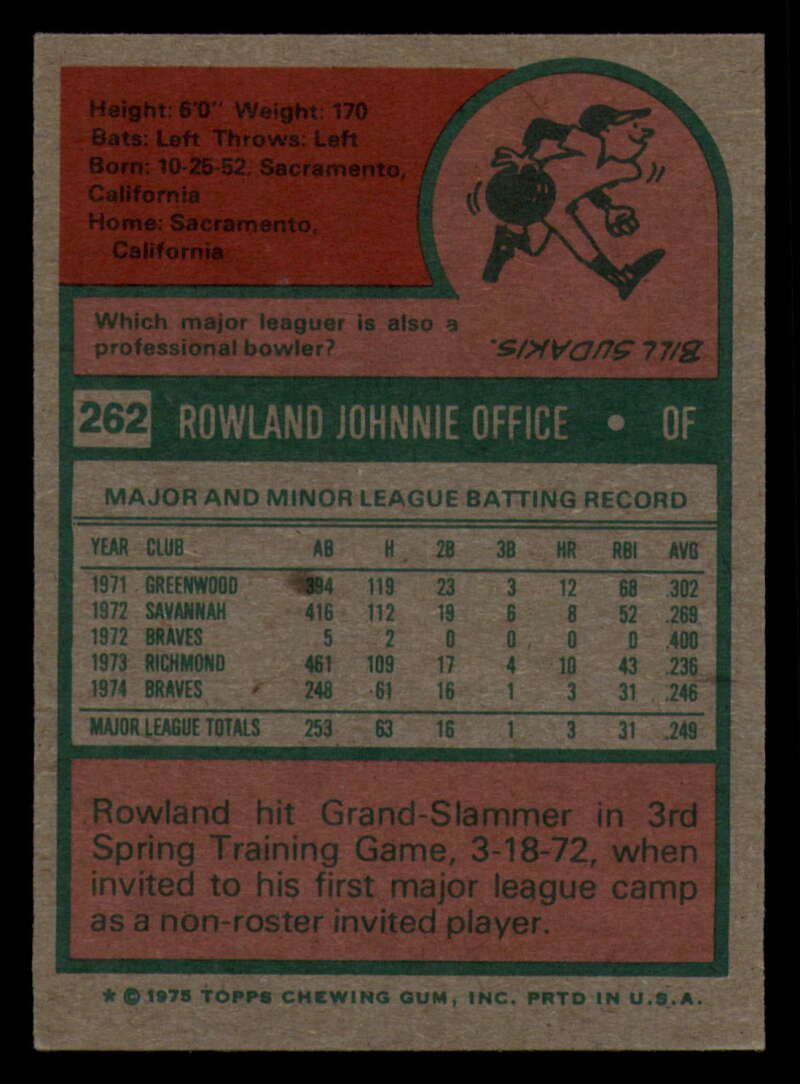 Height: 6'0" Weight: 170
Bats: Left Throws: Left
Born: 10-25-52, Sacramento,
California
Home: Sacramento,
California
Which major leaguer is also a
professional bowler?
BILL SUDAKIS.
262 ROWLAND JOHNNIE OFFICE • OF
MAJOR AND MINOR LEAGUE BATTING RECORD
YEAR CLUB AB H 2B 3B HR RBI AVG
1971 GREENWOOD 394 119 23 3 12 68 .302
1972 SAVANNAH 416 112 19 6 8 52 .269
1972 BRAVES 5 2 0 0 0 0 .400
1973 RICHMOND 461 109 17 4 10 43 .236
1974 BRAVES 248 61 16 1 3 31 .246
MAJOR LEAGUE TOTALS 253 63 16 1 3 31 .249
Rowland hit Grand-Slammer in 3rd
Spring Training Game, 3-18-72, when
invited to his first major league camp
as a non-roster invited player.
* © 1975 TOPPS CHEWING GUM, INC. PRTD IN U.S.A.